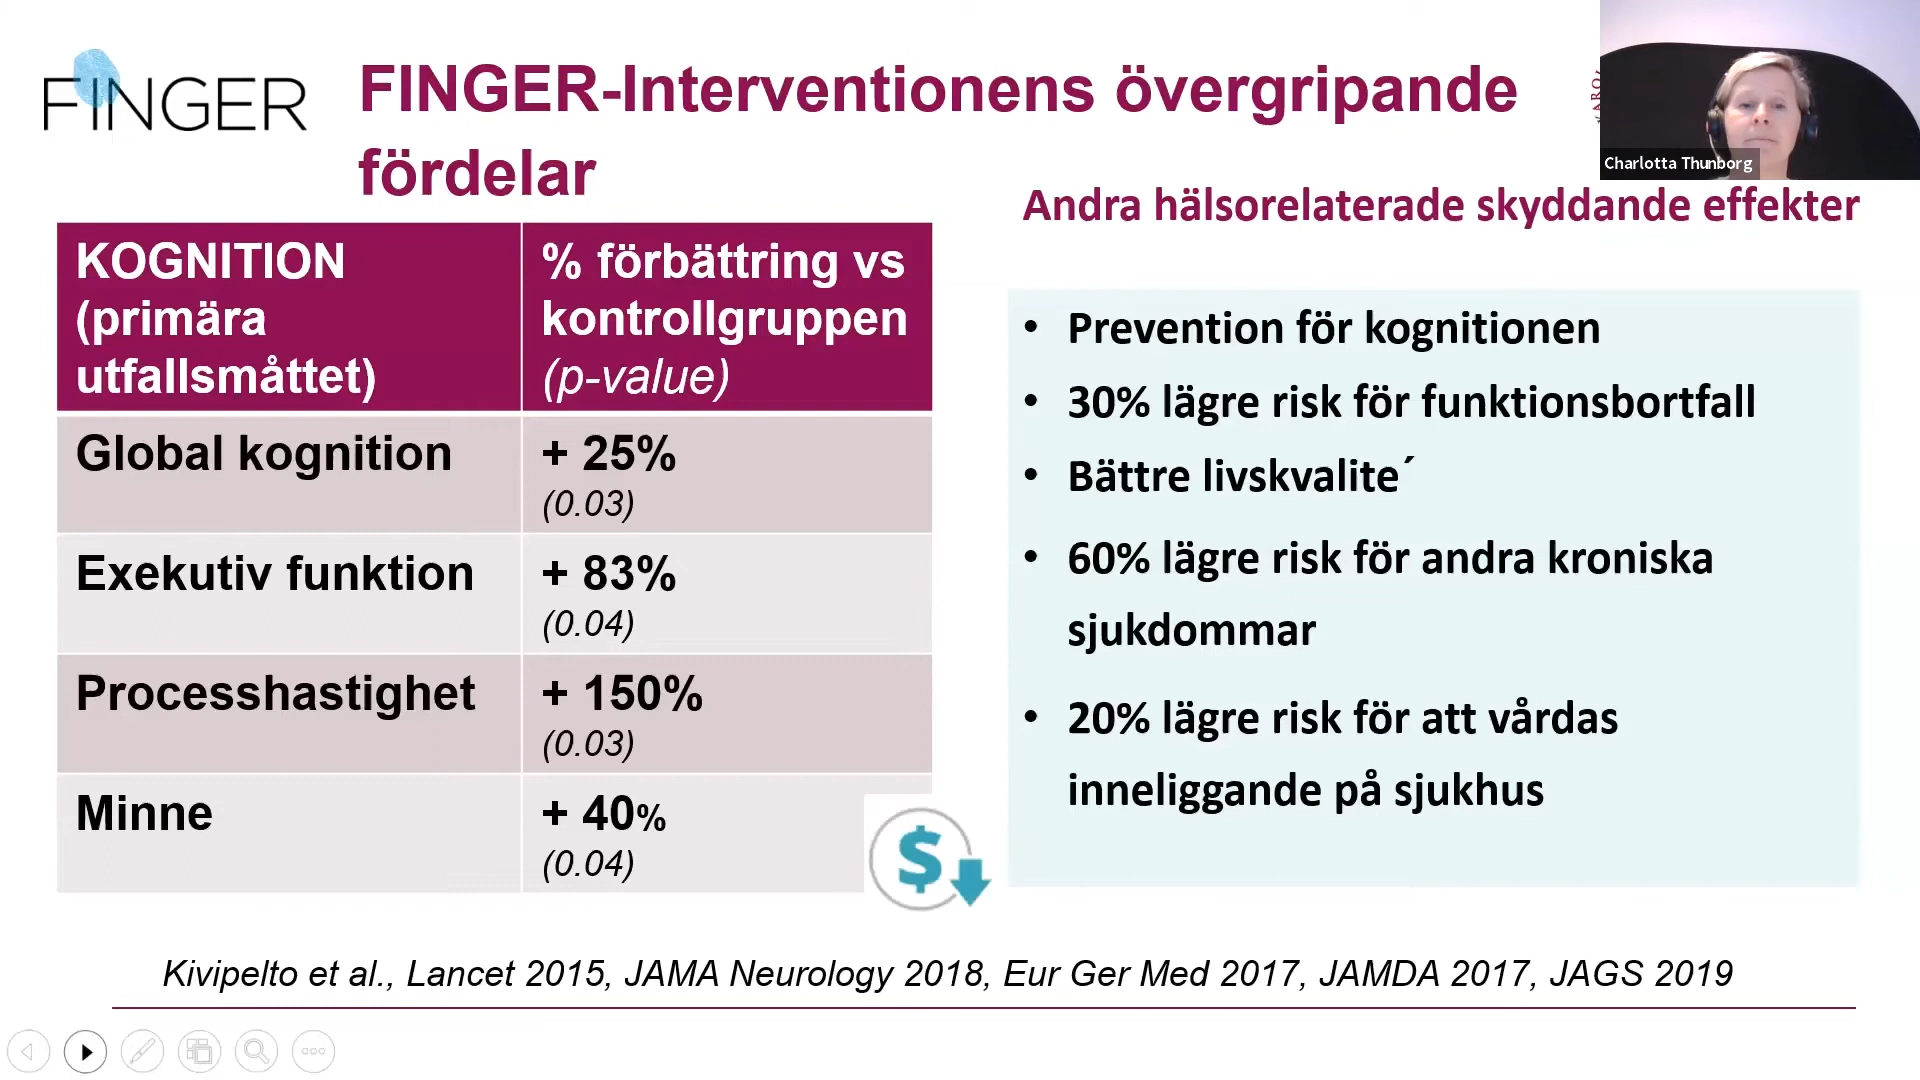 FINGER
FINGER-Interventionens övergripande
fördelar
Charlotta Thunborg
Andra hälsorelaterade skyddande effekter
KOGNITION
(primära
utfallsmåttet)
% förbättring vs
kontrollgruppen
(p-value)
Global kognition
+ 25%
(0.03)
Exekutiv funktion
+ 83%
(0.04)
Processhastighet
+ 150%
(0.03)
Minne
+ 40%
(0.04)
$
• Prevention för kognitionen
• 30% lägre risk för funktionsbortfall
• Bättre livskvalite´
• 60% lägre risk för andra kroniska
sjukdommar
• 20% lägre risk för att vårdas
inneliggande på sjukhus
Kivipelto et al., Lancet 2015, JAMA Neurology 2018, Eur Ger Med 2017, JAMDA 2017, JAGS 2019